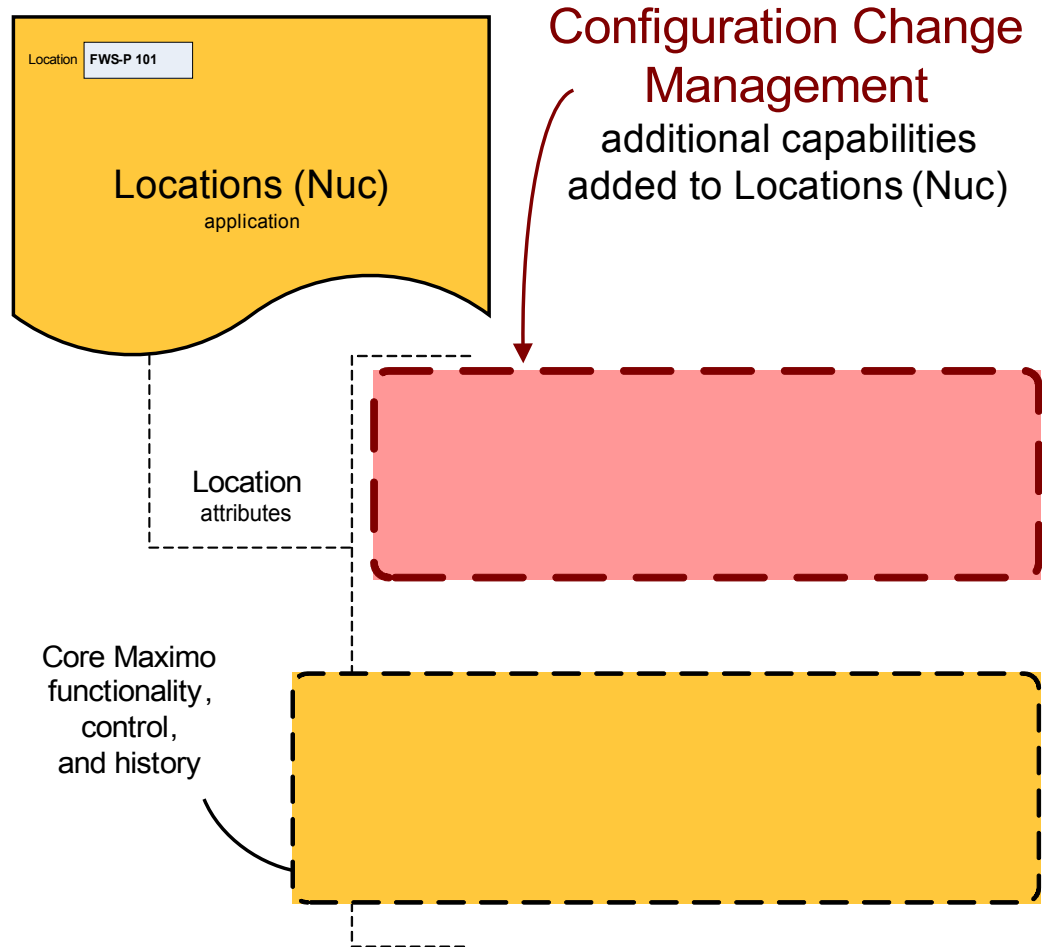 Location FWS-P 101
Locations (Nuc)
application
Configuration Change
Management
additional capabilities
added to Locations (Nuc)
Location
attributes
Core Maximo
functionality,
control,
and history